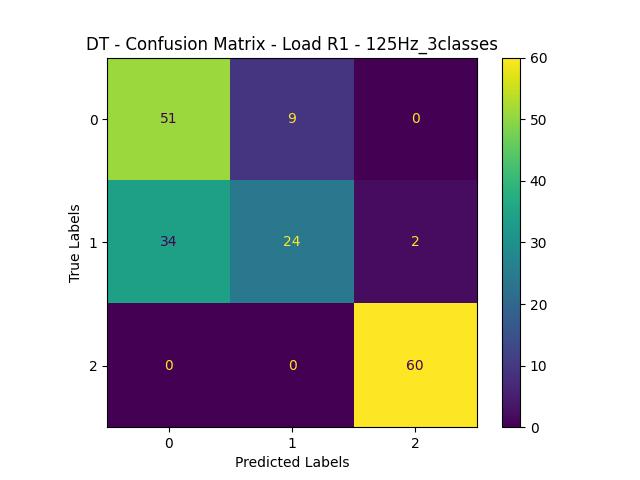 DT - Confusion Matrix - Load R1 - 125Hz_3classes
True Labels
0
1
2
51 9 0
34 24 2
0 0 60
0 1 2
Predicted Labels
60
50
40
30
20
10
0